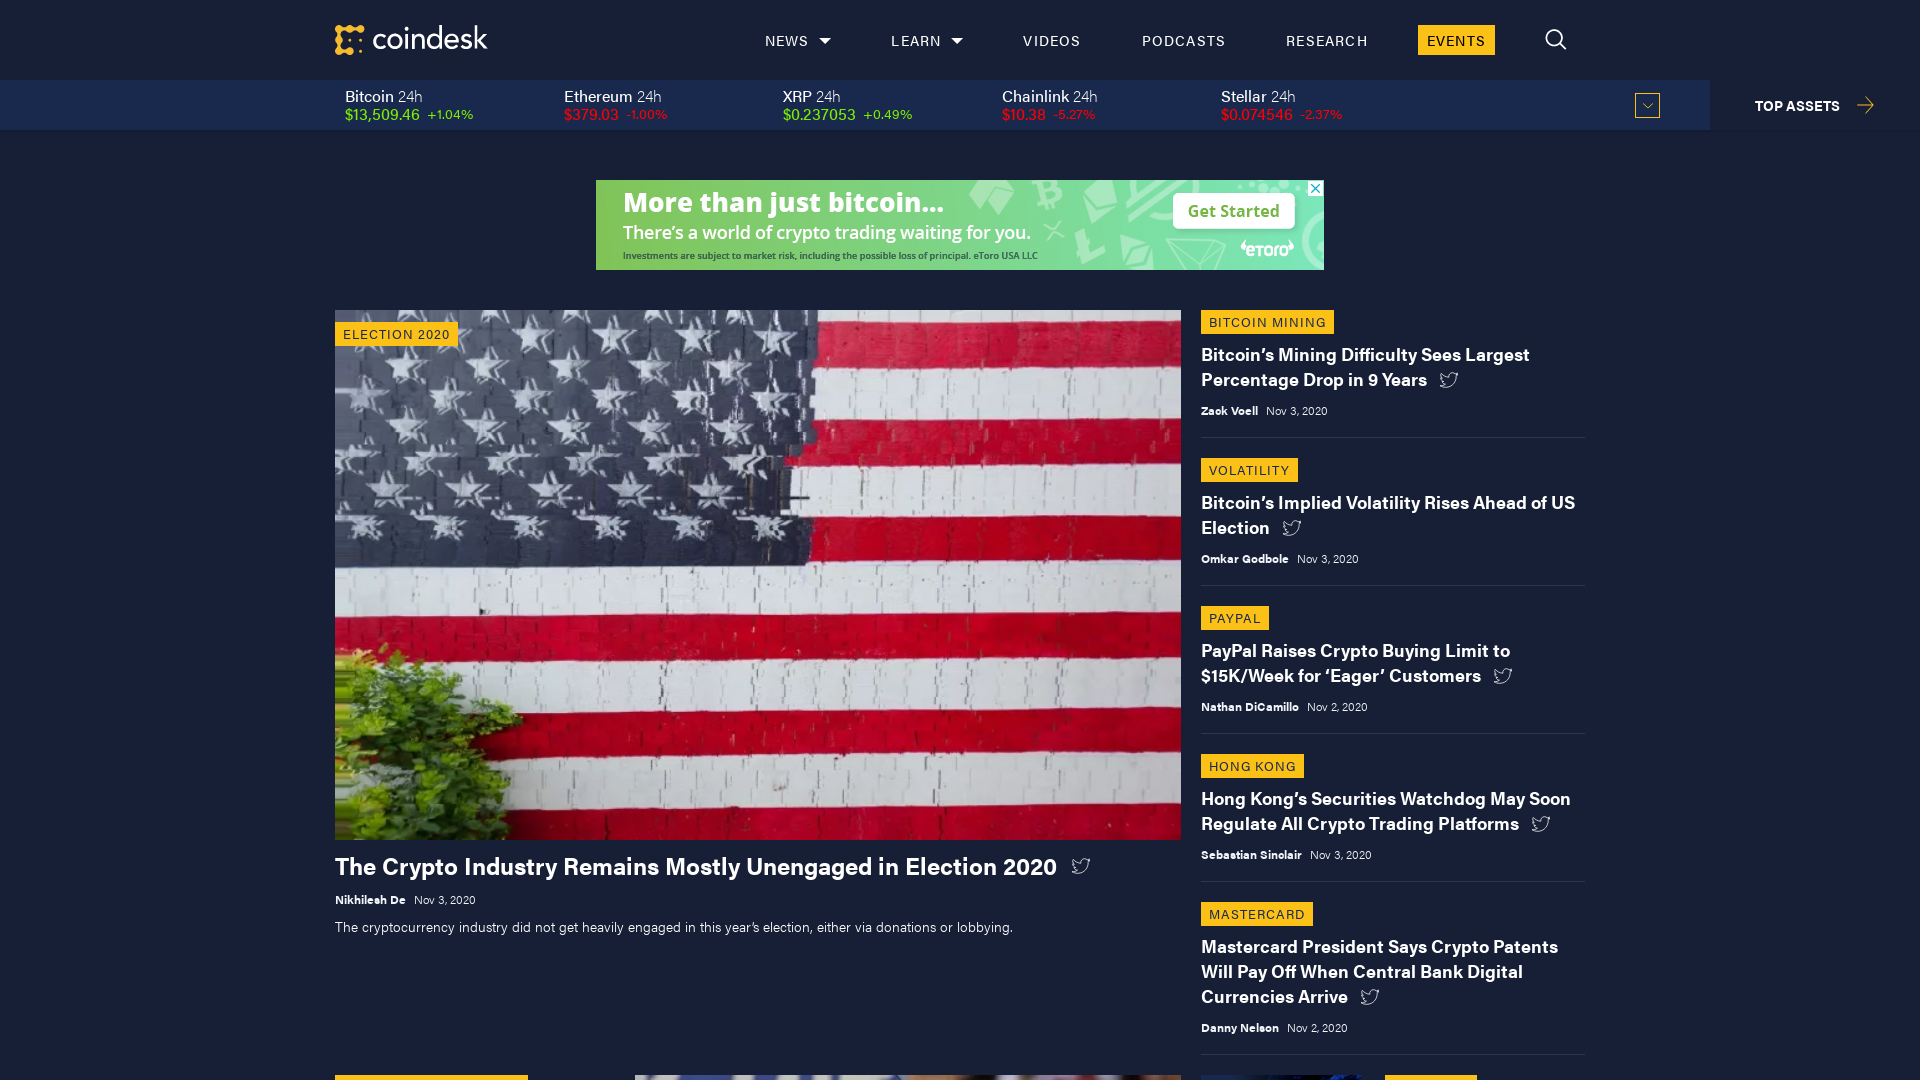 coindesk
NEWS
LEARN
VIDEOS
PODCASTS
RESEARCH
EVENTS
Bitcoin 24h
$13,509.46 +1.04%
Ethereum 24h
$379.03 -1.00%
XRP 24h
$0.237053 +0.49%
Chainlink 24h
$10.38 -5.27%
Stellar 24h
$0.074546 -2.37%
TOP ASSETS
More than just bitcoin...
There's a world of crypto trading waiting for you.
Investments are subject to market risk, including the possible loss of principal. eToro USA LLC
Get Started
eToro
ELECTION 2020
The Crypto Industry Remains Mostly Unengaged in Election 2020
Nikhilesh De Nov 3, 2020
The cryptocurrency industry did not get heavily engaged in this year’s election, either via donations or lobbying.
BITCOIN MINING
Bitcoin’s Mining Difficulty Sees Largest
Percentage Drop in 9 Years
Zack Voell Nov 3, 2020
VOLATILITY
Bitcoin’s Implied Volatility Rises Ahead of US
Election
Omkar Godbole Nov 3, 2020
PAYPAL
PayPal Raises Crypto Buying Limit to
$15K/Week for ‘Eager’ Customers
Nathan DiCamillo Nov 2, 2020
HONG KONG
Hong Kong’s Securities Watchdog May Soon
Regulate All Crypto Trading Platforms
Sebastian Sinclair Nov 3, 2020
MASTERCARD
Mastercard President Says Crypto Patents
Will Pay Off When Central Bank Digital
Currencies Arrive
Danny Nelson Nov 2, 2020